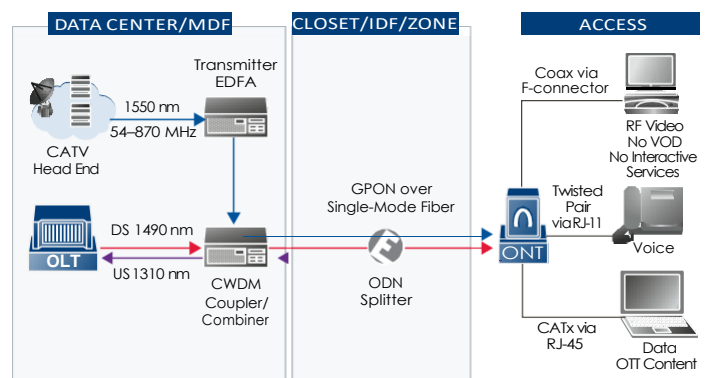 DATA CENTER/MDF
CLOSET/IDF/ZONE
ACCESS
Transmitter
EDFA
1550 nm
54–870 MHz
CATV
Head End
DS 1490 nm
US1310 nm
OLT
CWDM
Coupler/
Combiner
GPON over
Single-Mode Fiber
ODN
Splitter
ONT
Coax via
F-connector
RF Video
No VOD
No Interactive
Services
Twisted
Pair
via RJ-11
Voice
CATx via
RJ-45
Data
OTT Content